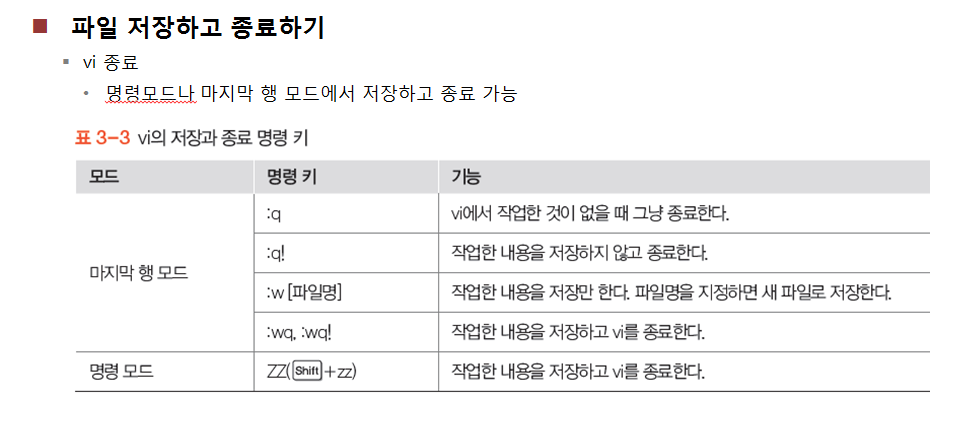 파일 저장하고 종료하기
vi 종료
명령모드나 마지막 행 모드에서 저장하고 종료 가능
표 3-3 vi의 저장과 종료 명령 키
모드 명령 키 기능
마지막 행 모드
:q vi에서 작업한 것이 없을 때 그냥 종료한다.
:q! 작업한 내용을 저장하지 않고 종료한다.
:w [파일명] 작업한 내용을 저장만 한다. 파일명을 지정하면 새 파일로 저장한다.
:wq, :wq! 작업한 내용을 저장하고 vi를 종료한다.
명령 모드 ZZ(Shift+zz) 작업한 내용을 저장하고 vi를 종료한다.